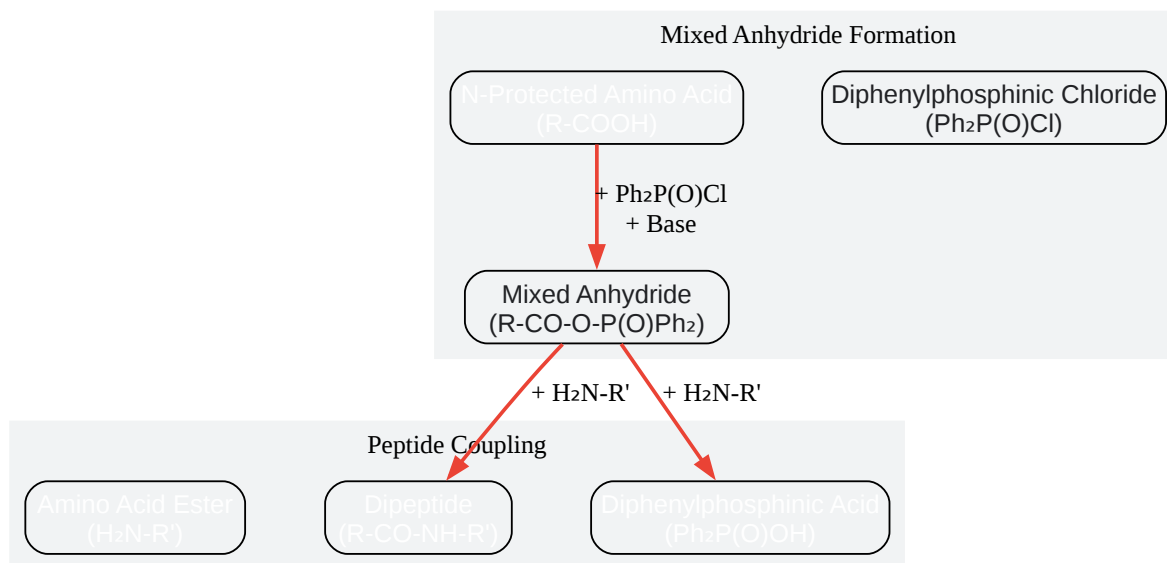 Mixed Anhydride Formation
N-Protected Amino Acid
(R-COOH)
Diphenylphosphinic Chloride
(Ph₂P(O)Cl)
+ Ph₂P(O)Cl
+ Base
Mixed Anhydride
(R-CO-O-P(O)Ph₂)
+ H₂N-R'
+ H₂N-R'
Peptide Coupling
Amino Acid Ester
(H₂N-R')
Dipeptide
(R-CO-NH-R')
Diphenylphosphinic Acid
(Ph₂P(O)OH)